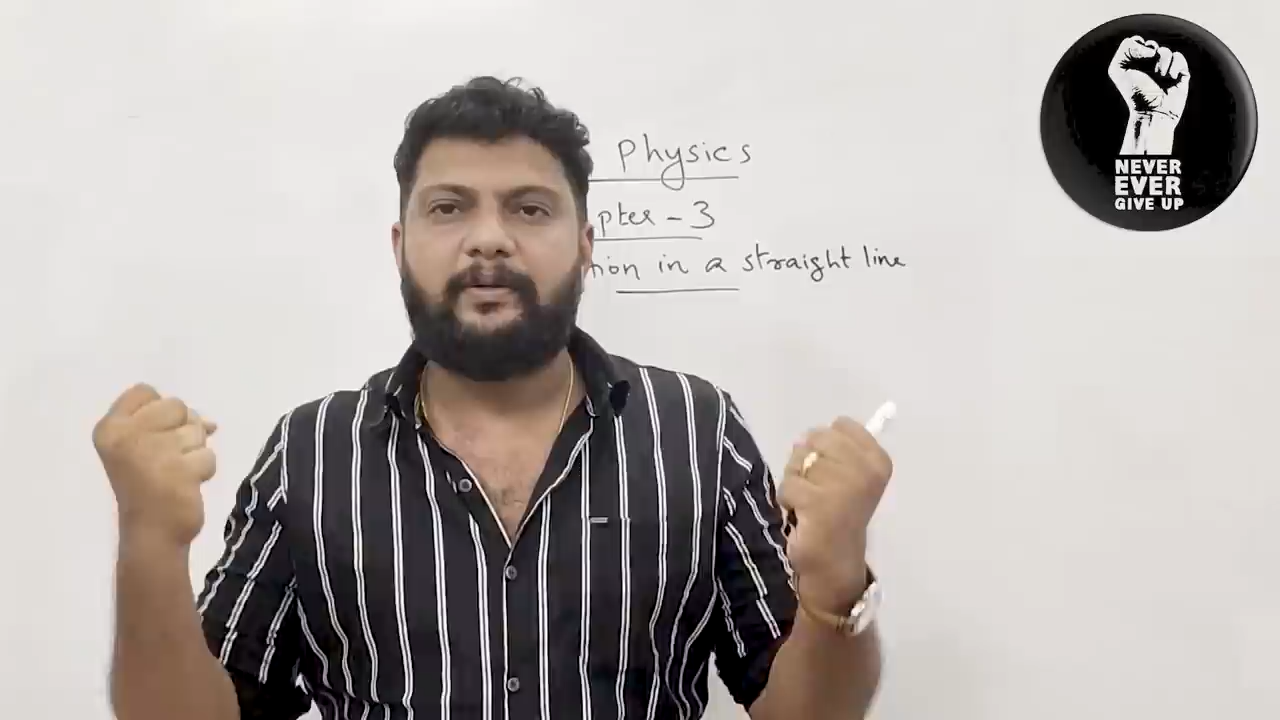 Physics
pter - 3
tion in a straight line
NEVER
EVER
GIVE UP